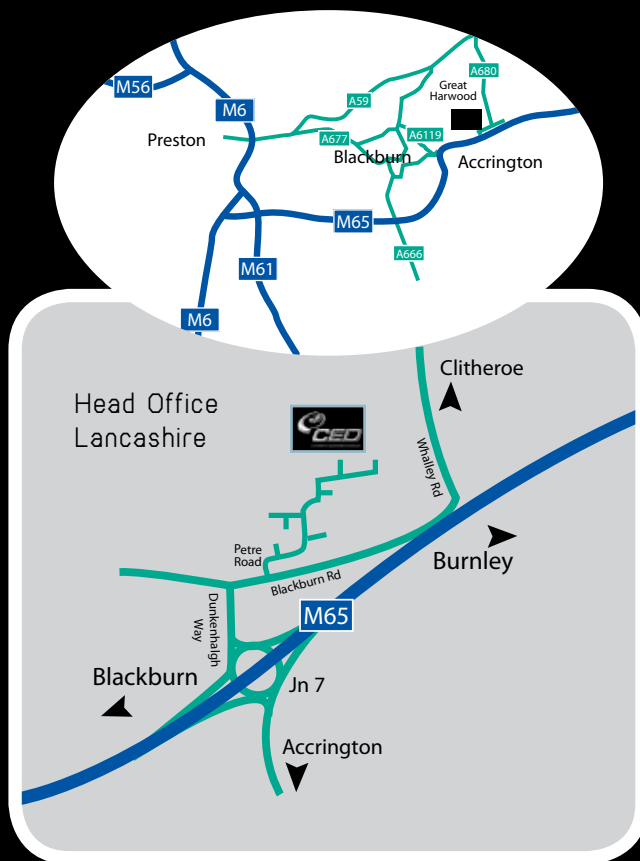 A680
M56
Great
Harwood
A59
M6
Preston
A677
A6119
Blackburn
Accrington
M65
A666
M61
M6
Clitheroe
Head Office
Lancashire
CED
Whalley Rd
Petre
Road
Burnley
Blackburn Rd
Dunkenhalgh
Way
M65
Blackburn
Jn 7
Accrington